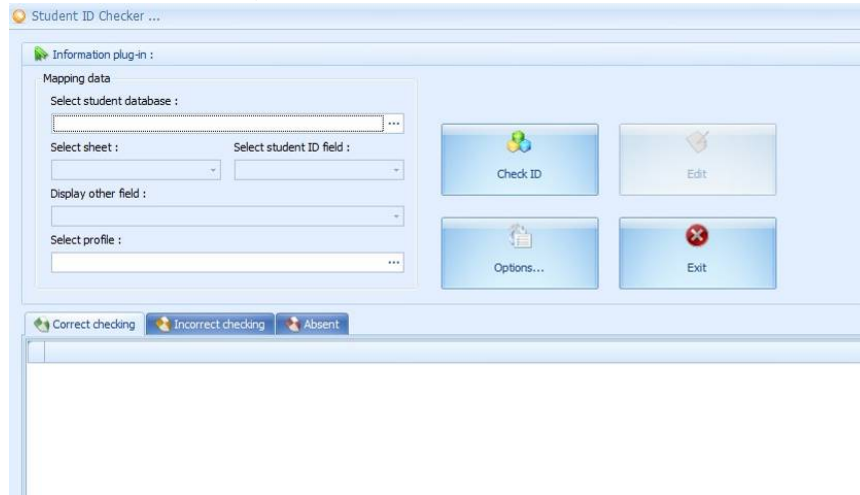 Student ID Checker ...
Information plug-in :
Mapping data
Select student database :
...
Select sheet : Select student ID field :
Display other field :
Select profile :
...
Check ID Edit
Options... Exit
Correct checking Incorrect checking Absent